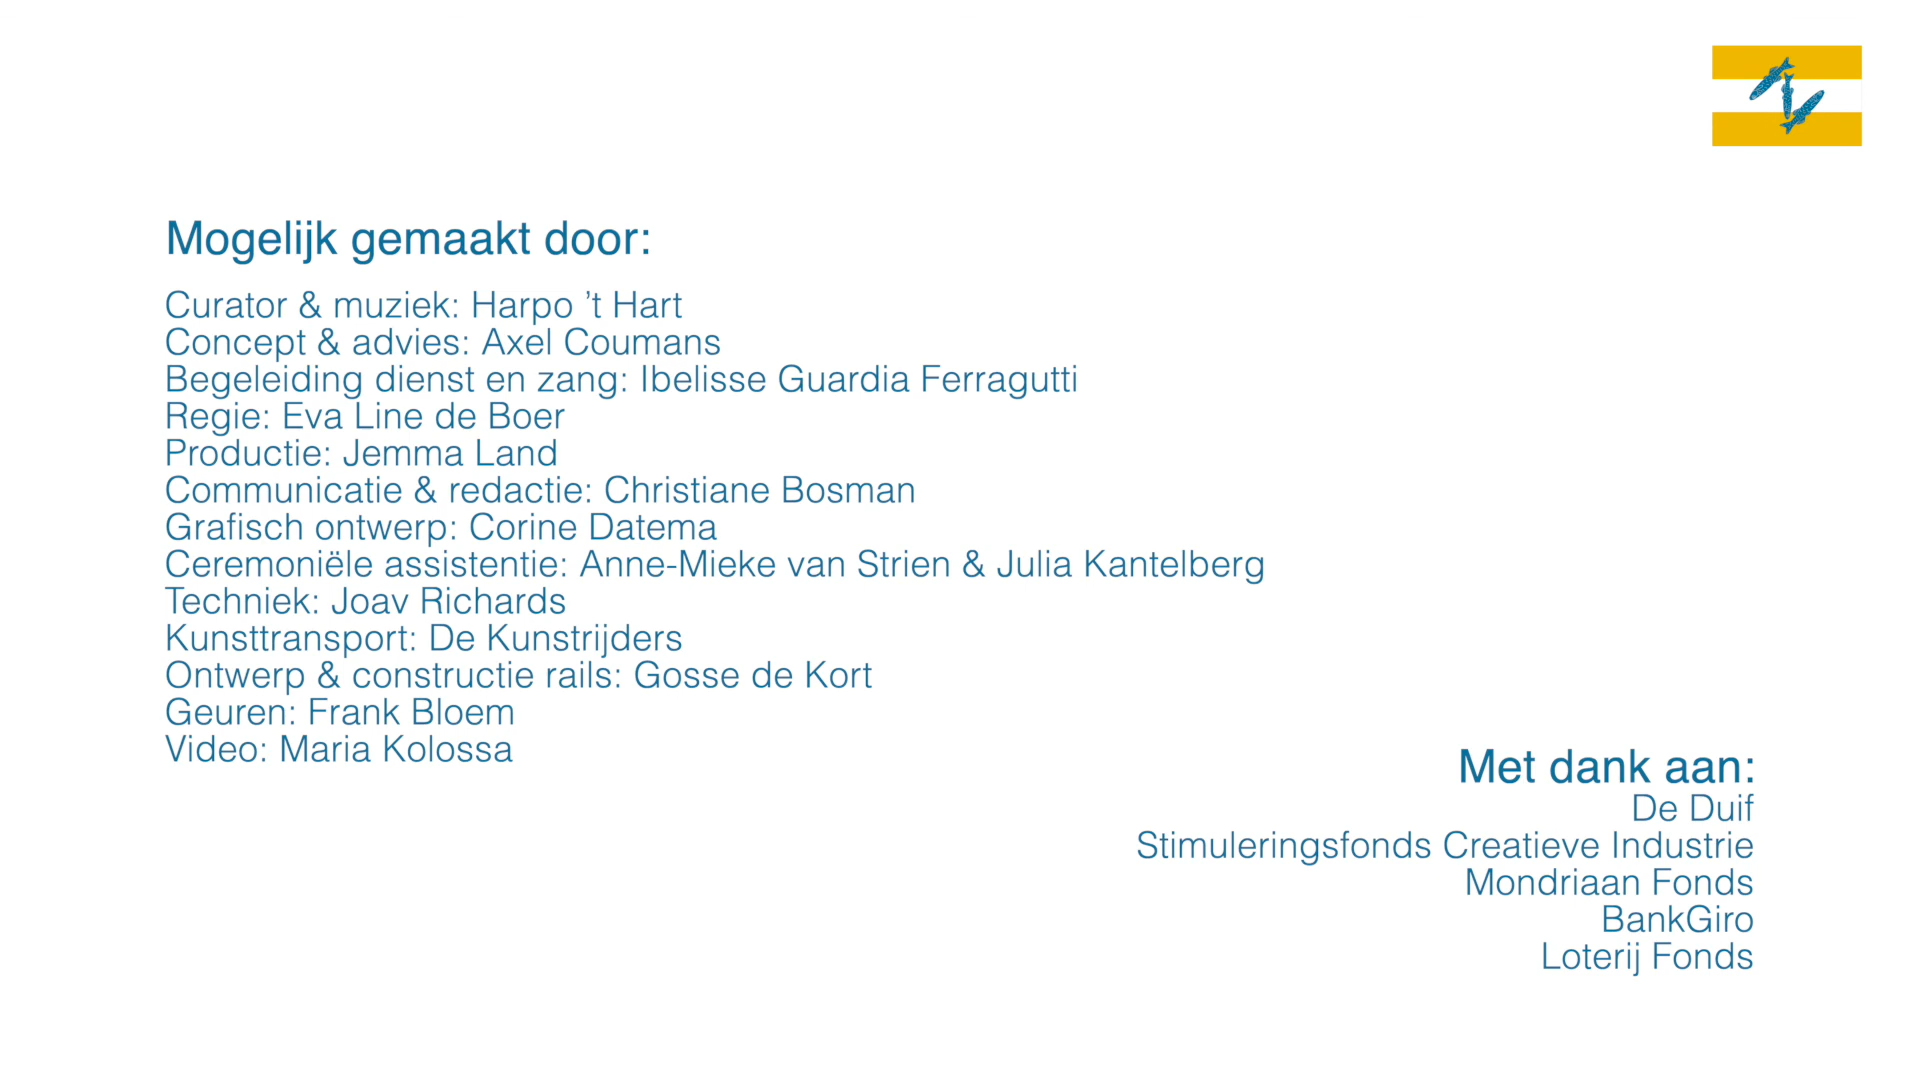 Mogelijk gemaakt door:
Curator & muziek: Harpo ’t Hart
Concept & advies: Axel Coumans
Begeleiding dienst en zang: Ibelisse Guardia Ferragutti
Regie: Eva Line de Boer
Productie: Jemma Land
Communicatie & redactie: Christiane Bosman
Grafisch ontwerp: Corine Datema
Ceremoniële assistentie: Anne-Mieke van Strien & Julia Kantelberg
Techniek: Joav Richards
Kunsttransport: De Kunstrijders
Ontwerp & constructie rails: Gosse de Kort
Geuren: Frank Bloem
Video: Maria Kolossa
Met dank aan:
De Duif
Stimuleringsfonds Creatieve Industrie
Mondriaan Fonds
BankGiro
Loterij Fonds